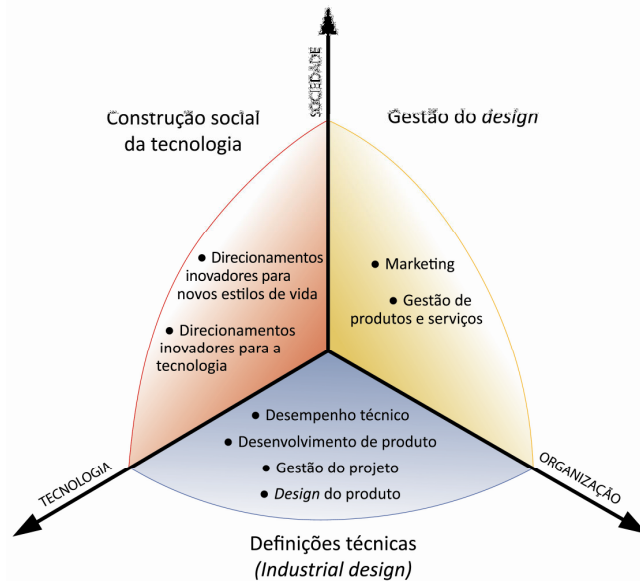 SOCIEDADE
Construção social
da tecnologia
Gestão do design
● Direcionamentos
inovadores para
novos estilos de vida
● Direcionamentos
inovadores para a
tecnologia
● Marketing
● Gestão de
produtos e serviços
● Desempenho técnico
● Desenvolvimento de produto
● Gestão do projeto
● Design do produto
TECNOLOGIA
ORGANIZAÇÃO
Definições técnicas
(Industrial design)